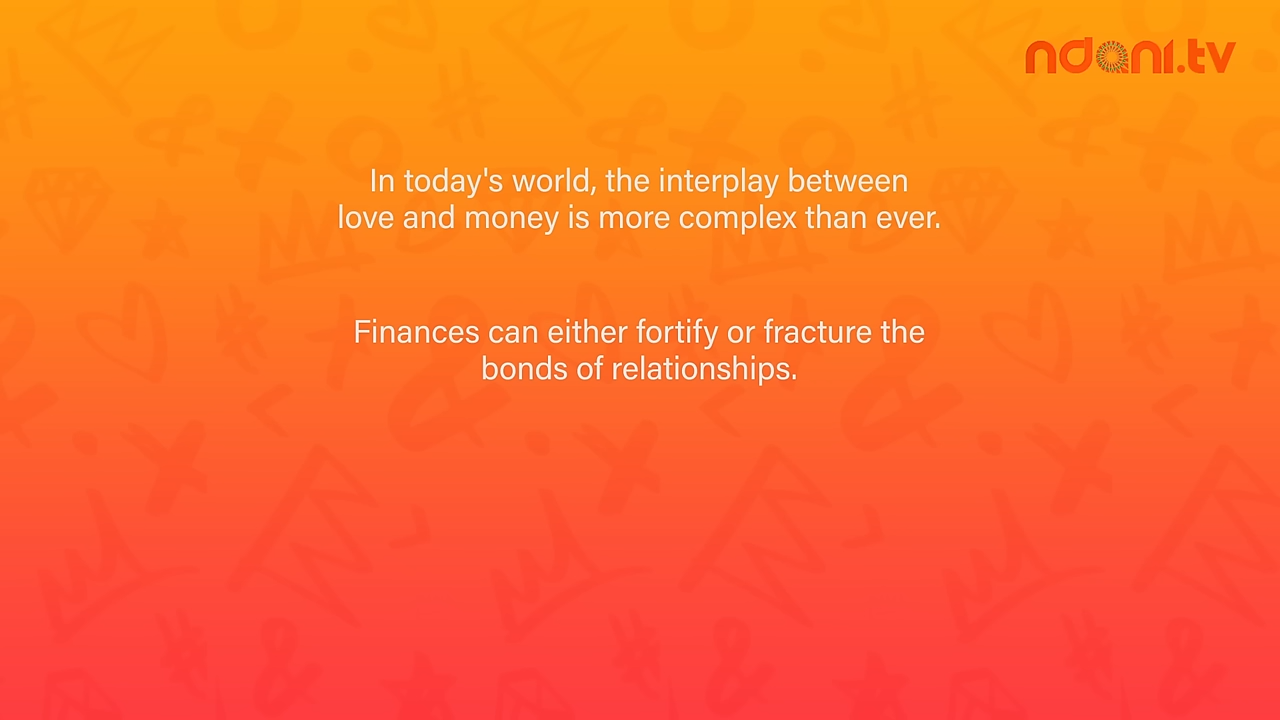 ndani.tv
In today's world, the interplay between
love and money is more complex than ever.
Finances can either fortify or fracture the
bonds of relationships.